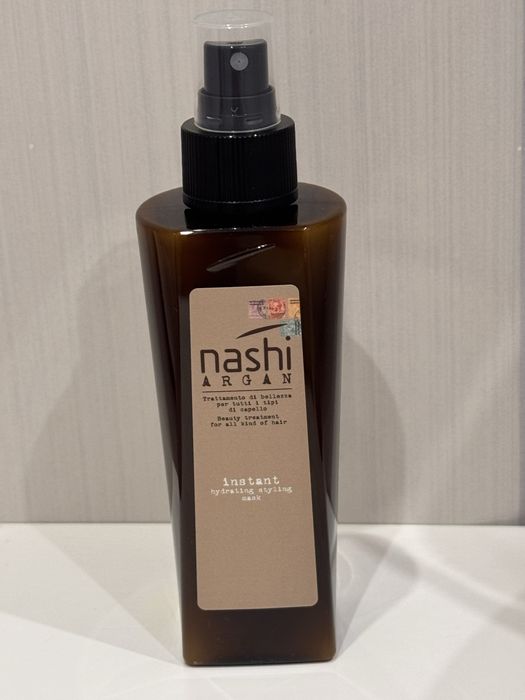 nashi
ARGAN
Trattamento di bellezza
per tutti i tipi
di capello
Beauty treatment
for all kind of hair
instant
hydrating styling
mask